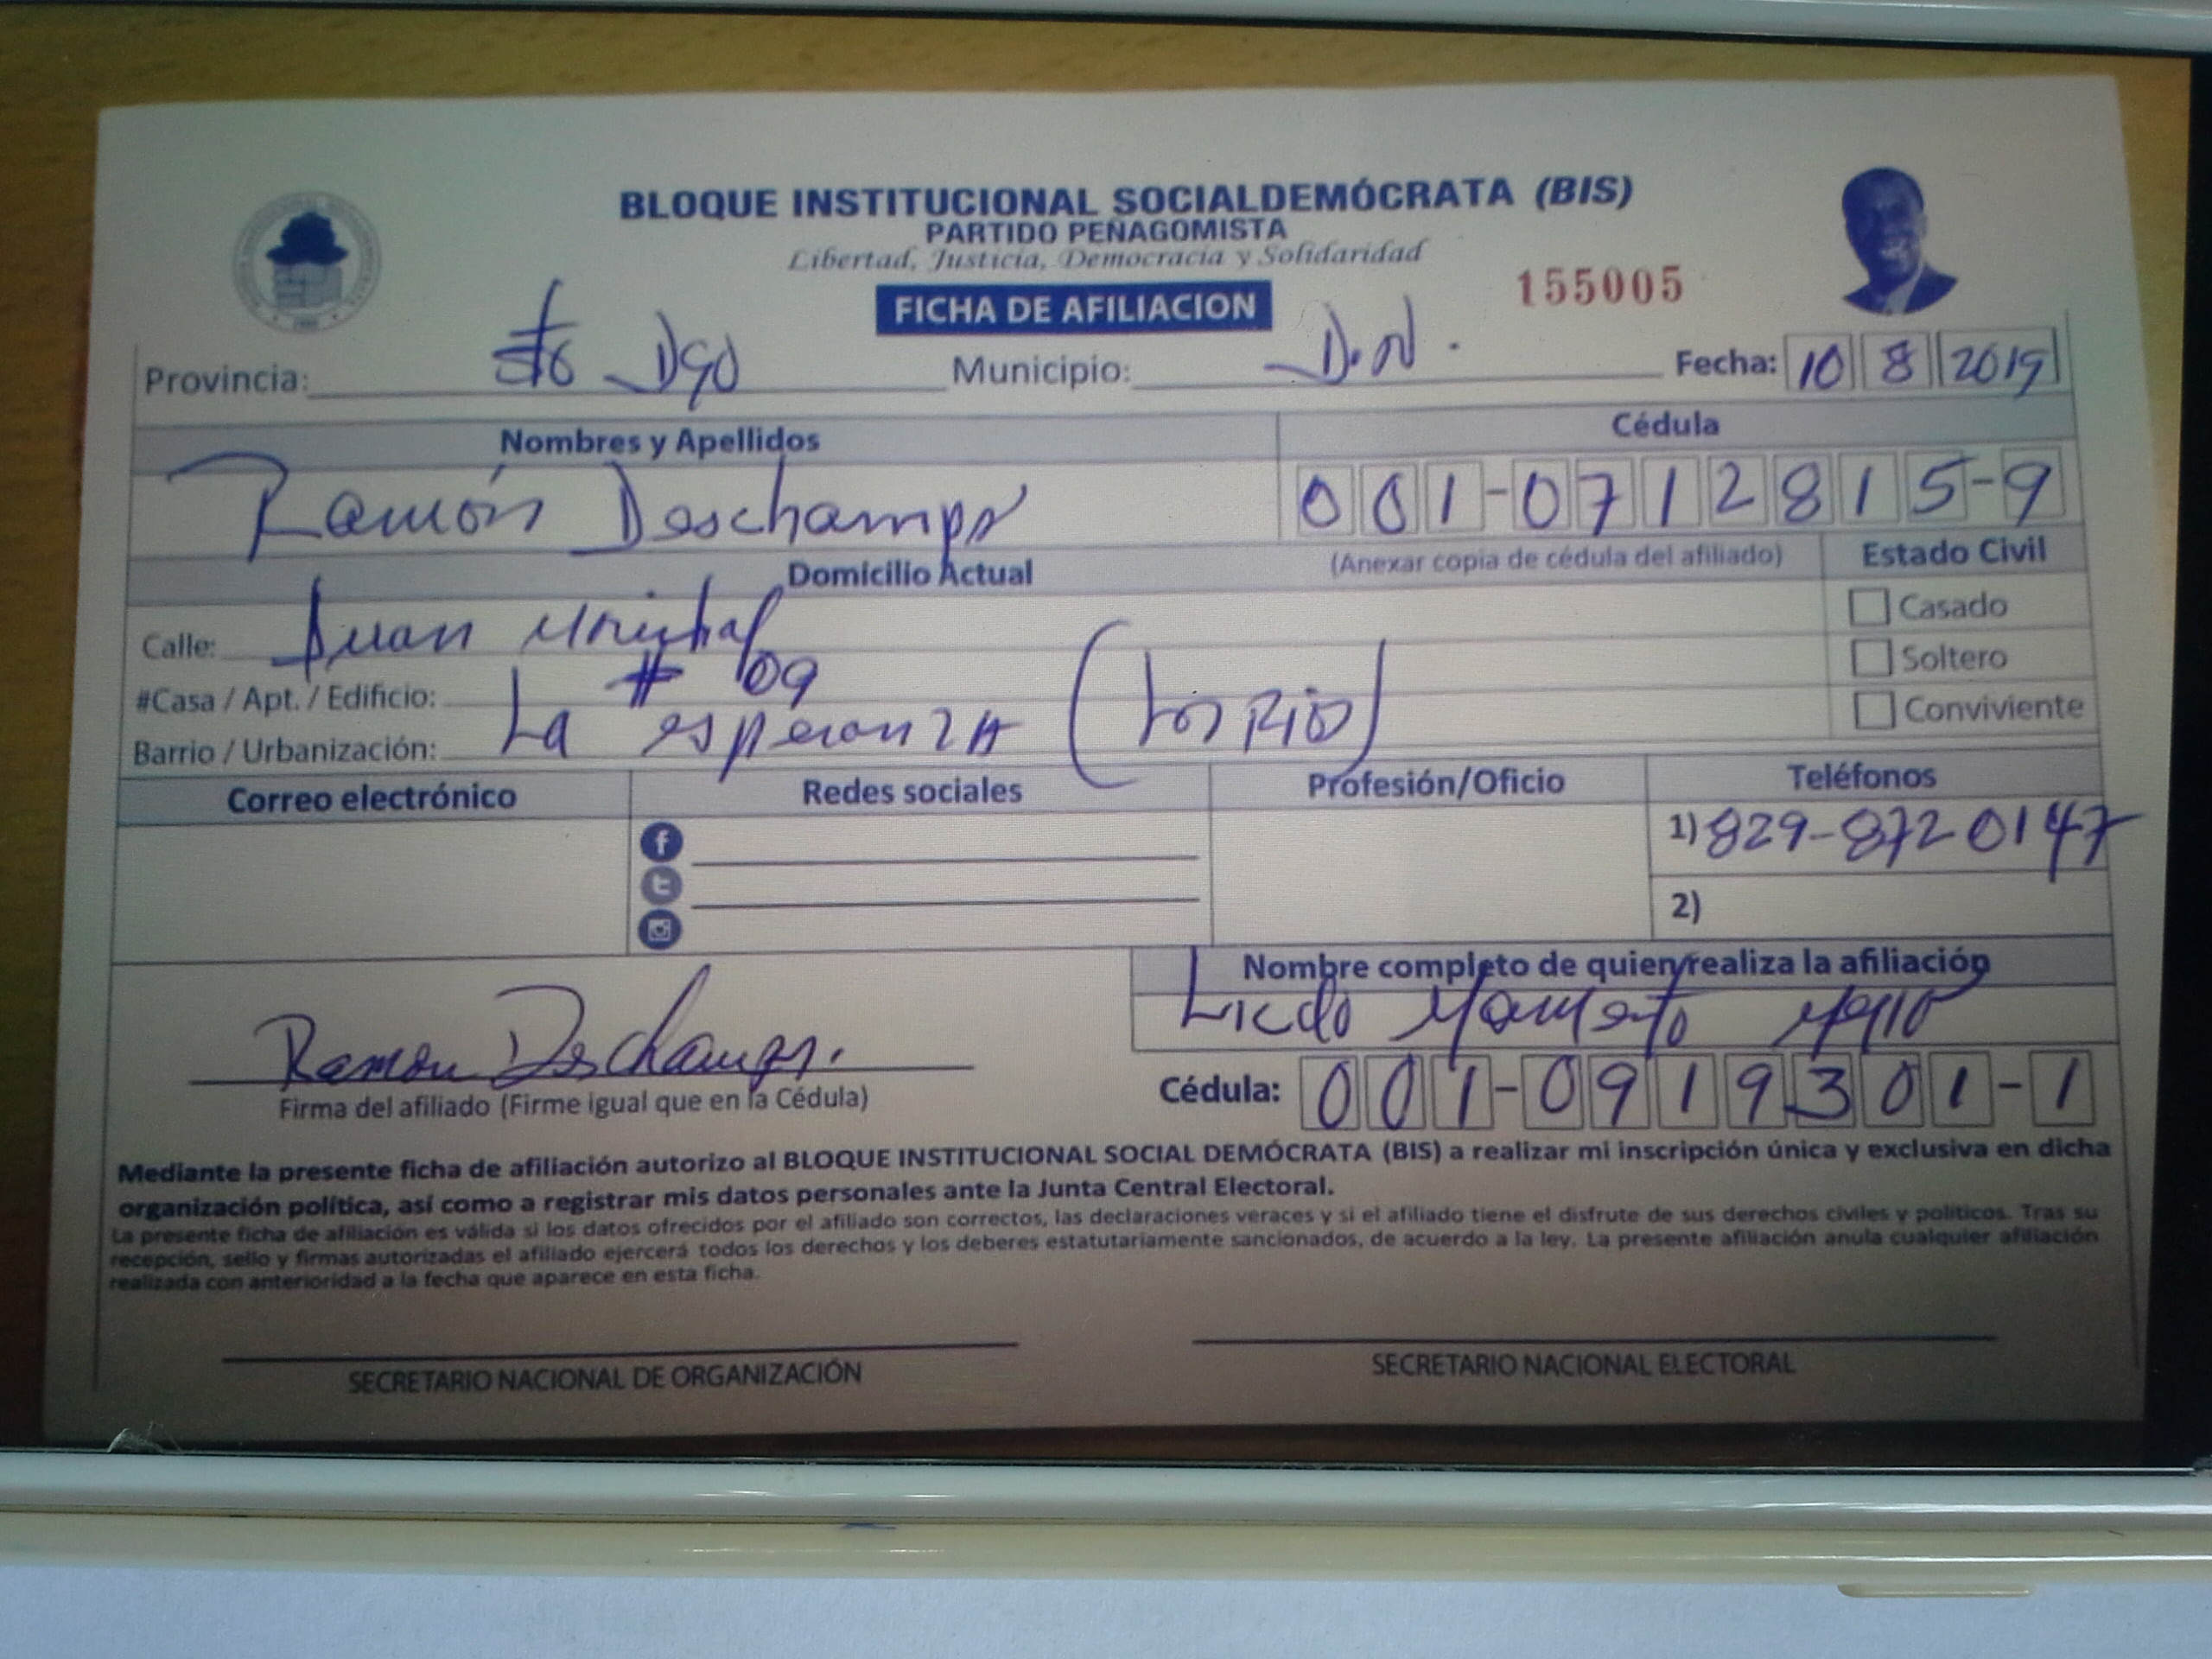 BLOQUE INSTITUCIONAL SOCIALDEMÓCRATA (BIS)
PARTIDO PEÑAGOMISTA
Libertad, Justicia, Democracia y Solidaridad
155005
FICHA DE AFILIACION
Provincia: Sto Dgo Municipio: D.N. Fecha: 10 8 2019
Nombres y Apellidos Cédula
Ramón Deschamps 001-0712815-9
Domicilio Actual (Anexar copia de cédula del afiliado) Estado Civil
Calle: Juan Casado
#Casa / Apt. / Edificio: # 09 Soltero
Barrio / Urbanización: La esperanza (Los Rios) Conviviente
Correo electrónico Redes sociales Profesión/Oficio Teléfonos
1) 829-872 0147
2)
Nombre completo de quien realiza la afiliación
Licdo
Ramon Deschamps.
Firma del afiliado (Firme igual que en la Cédula) Cédula: 001-0919301-1
Mediante la presente ficha de afiliación autorizo al BLOQUE INSTITUCIONAL SOCIAL DEMÓCRATA (BIS) a realizar mi inscripción única y exclusiva en dicha
organización política, así como a registrar mis datos personales ante la Junta Central Electoral.
La presente ficha de afiliación es válida si los datos ofrecidos por el afiliado son correctos, las declaraciones veraces y si el afiliado tiene el disfrute de sus derechos civiles y políticos. Tras su
recepción, sello y firmas autorizadas el afiliado ejercerá todos los derechos y los deberes estatutariamente sancionados, de acuerdo a la ley. La presente afiliación anula cualquier afiliación
realizada con anterioridad a la fecha que aparece en esta ficha.
SECRETARIO NACIONAL DE ORGANIZACIÓN SECRETARIO NACIONAL ELECTORAL